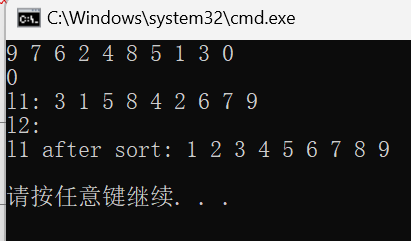 C:\Windows\system32\cmd.exe
9 7 6 2 4 8 5 1 3 0
0
l1: 3 1 5 8 4 2 6 7 9
l2:
l1 after sort: 1 2 3 4 5 6 7 8 9
请按任意键继续. . .